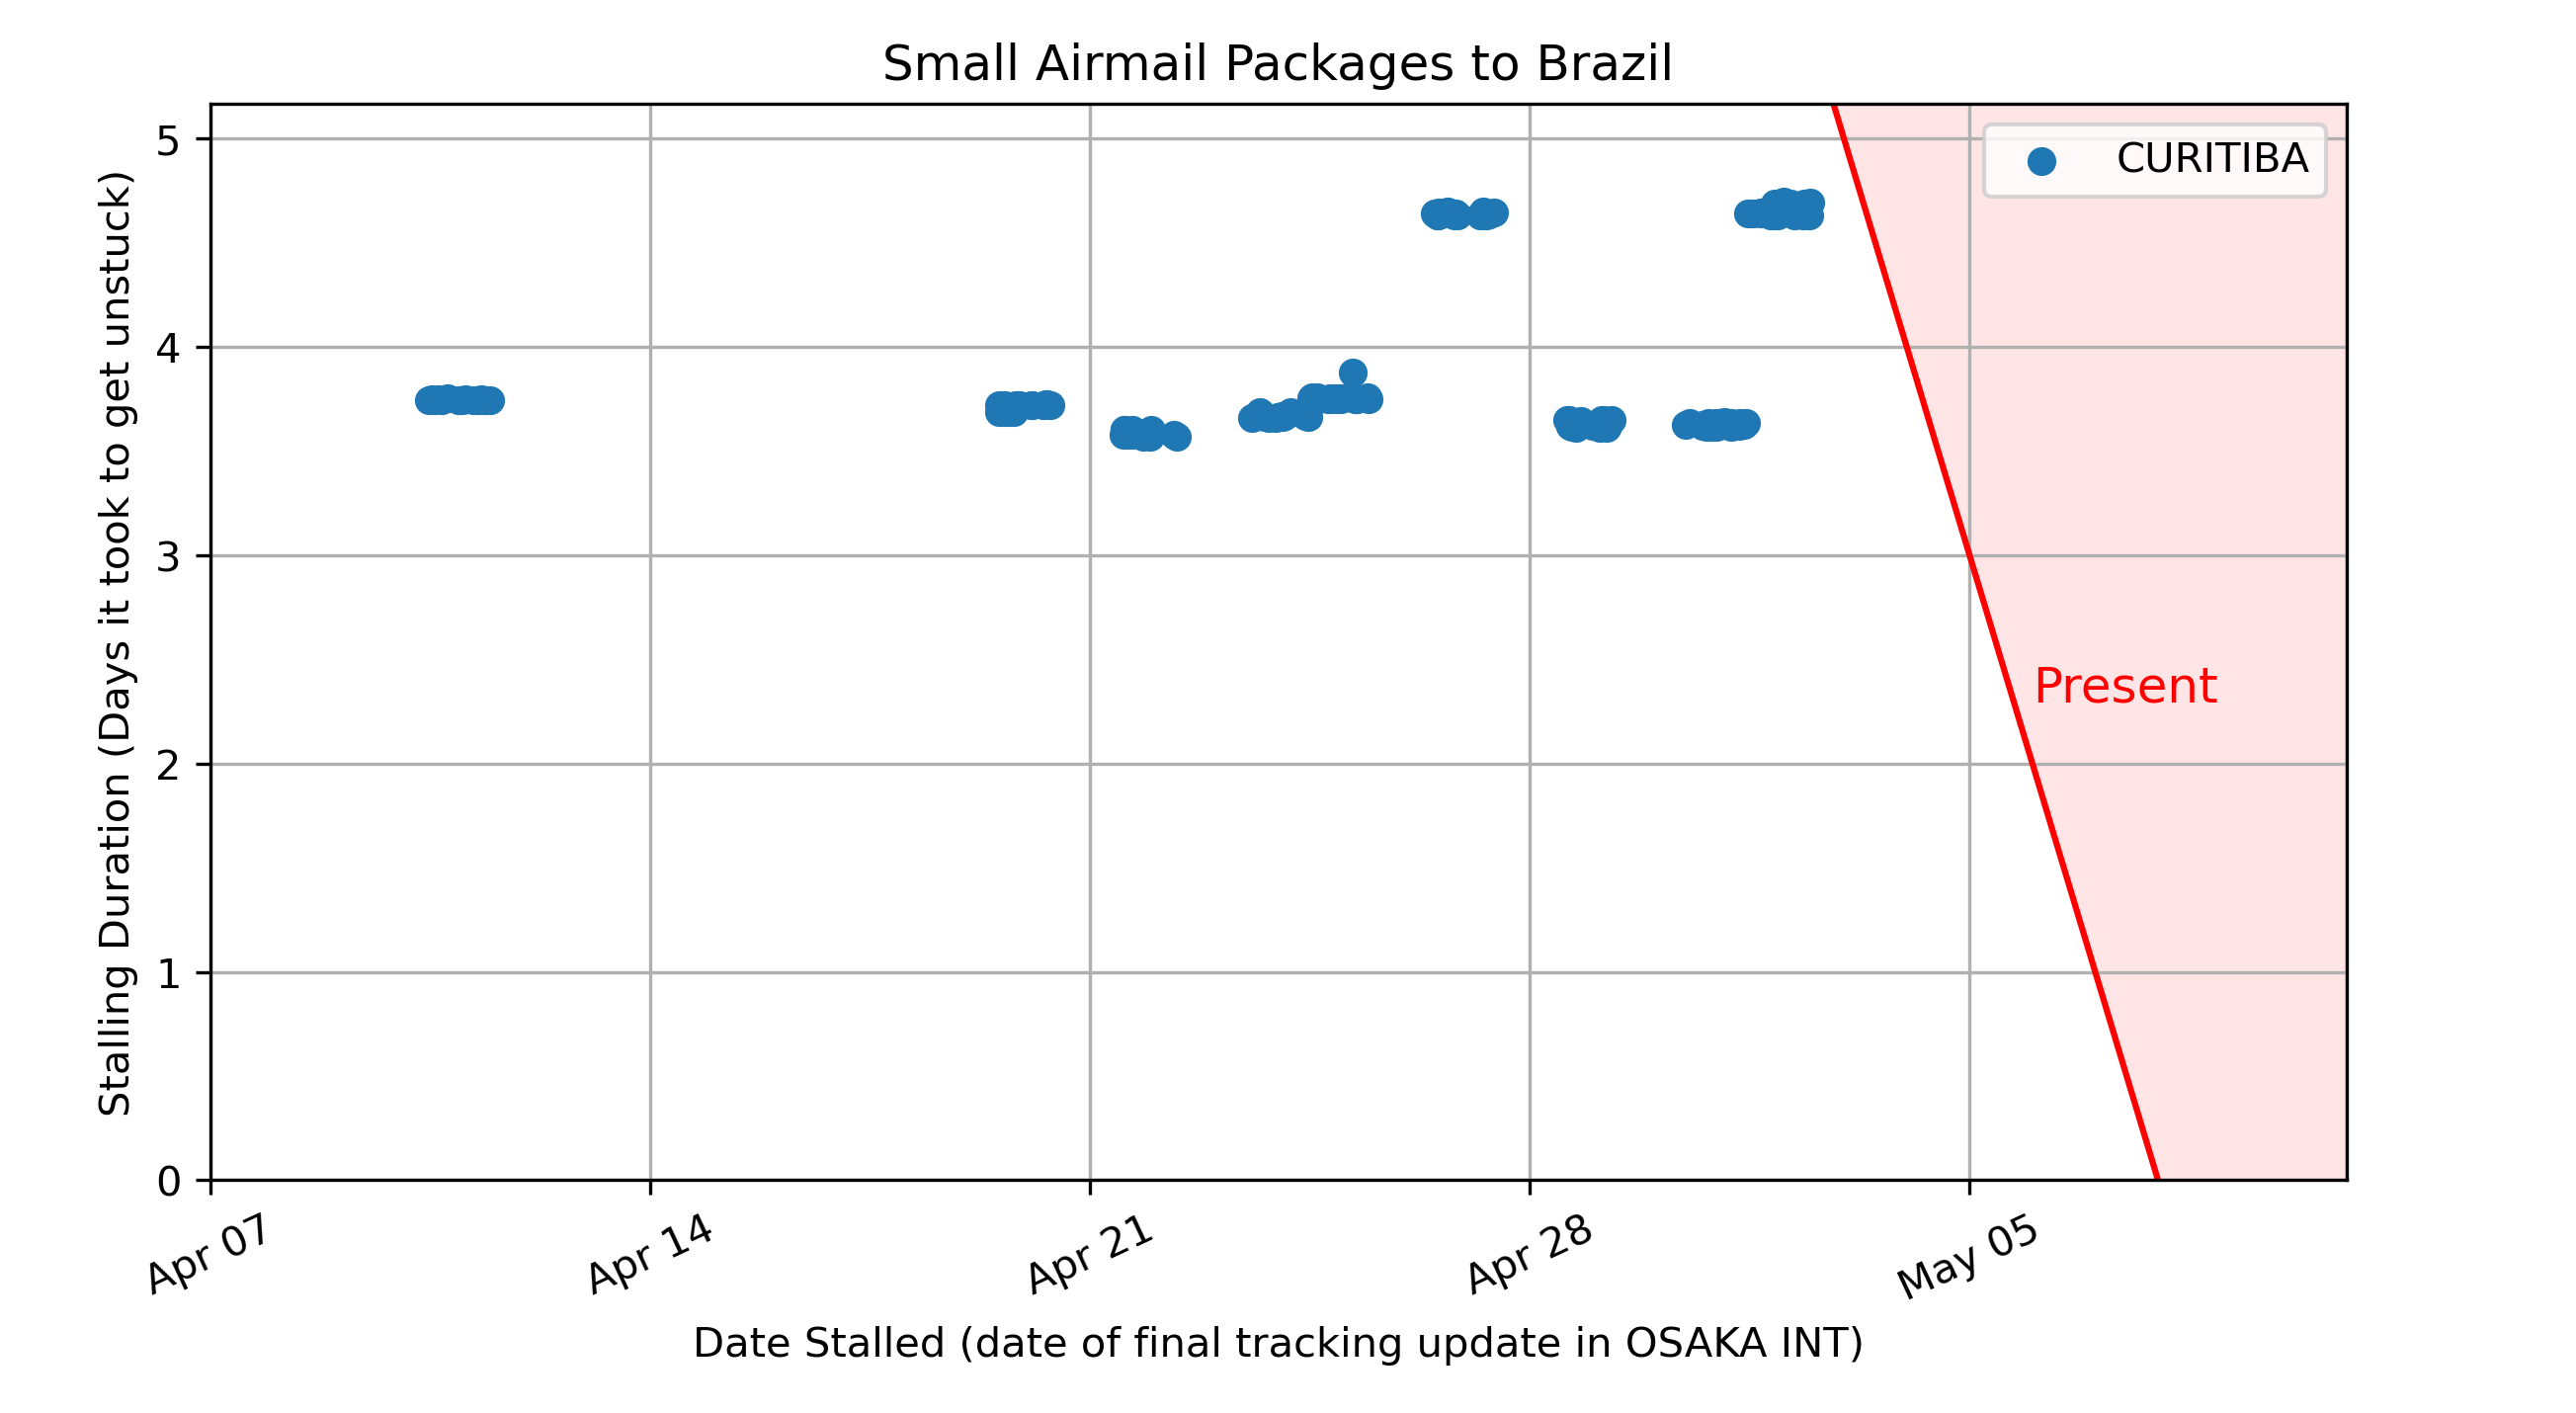 Small Airmail Packages to Brazil
Stalling Duration (Days it took to get unstuck)
5
4
3
2
1
0
CURITIBA
Present
Apr 07
Apr 14
Apr 21
Apr 28
May 05
Date Stalled (date of final tracking update in OSAKA INT)